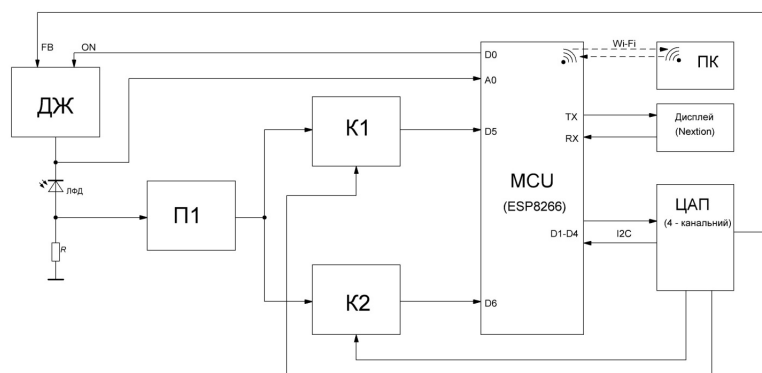 FB
ON
D0
Wi-Fi
ПК
ДЖ
A0
К1
D5
TX
RX
Дисплей
(Nextion)
ЛФД
П1
MCU
(ESP8266)
ЦАП
(4 - канальний)
D1-D4
I2C
R
К2
D6